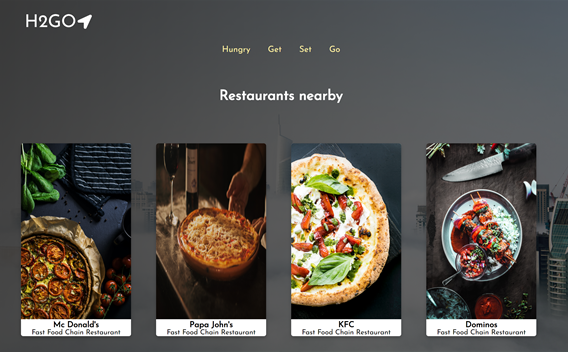 H2GO
Hungry Get Set Go
Restaurants nearby
Mc Donald's
Fast Food Chain Restaurant
Papa John's
Fast Food Chain Restaurant
KFC
Fast Food Chain Restaurant
Dominos
Fast Food Chain Restaurant